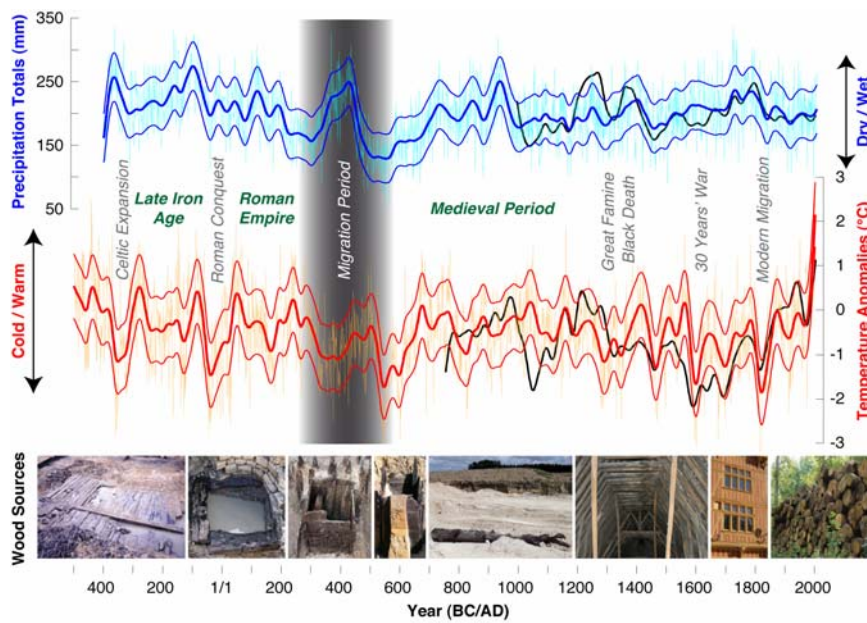 350
250
150
50
Precipitation Totals (mm)
Dry / Wet
3
2
1
0
-1
-2
-3
Temperature Anomalies (°C)
Cold / Warm
Celtic Expansion
Late Iron
Age
Roman Conquest
Roman
Empire
Migration Period
Medieval Period
Great Famine
Black Death
30 Years' War
Modern Migration
Wood Sources
400 200 1/1 200 400 600 800 1000 1200 1400 1600 1800 2000
Year (BC/AD)